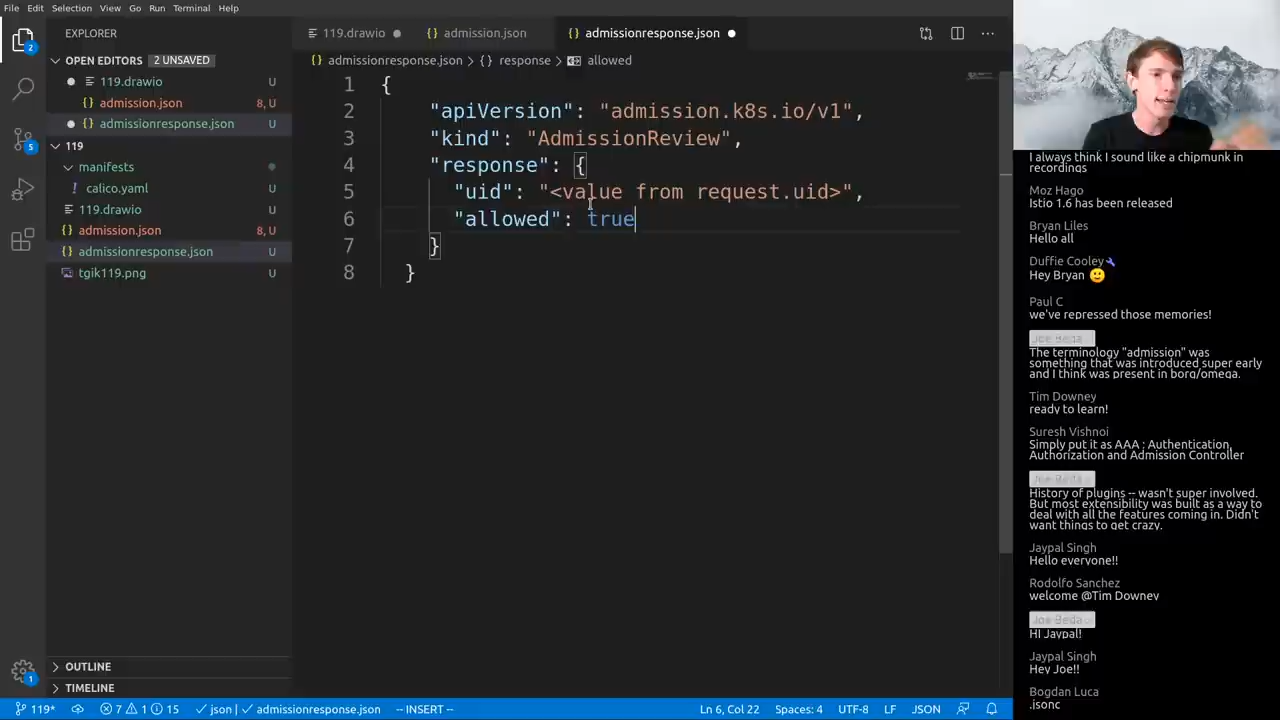 File Edit Selection View Go Run Terminal Help
EXPLORER
OPEN EDITORS 2 UNSAVED
119.drawio U
admission.json 8, U
admissionresponse.json U
119
manifests
calico.yaml U
119.drawio U
admission.json 8, U
admissionresponse.json U
tgik119.png U
OUTLINE
TIMELINE
2
5
1
119.drawio
admission.json
admissionresponse.json
admissionresponse.json > {} response > allowed
1 {
2 "apiVersion": "admission.k8s.io/v1",
3 "kind": "AdmissionReview",
4 "response": {
5 "uid": "<value from request.uid>",
6 "allowed": true
7 }
8 }
I always think I sound like a chipmunk in
recordings
Moz Hago
Istio 1.6 has been released
Bryan Liles
Hello all
Duffie Cooley
Hey Bryan 🙂
Paul C
we've repressed those memories!
Joe Beda
The terminology "admission" was
something that was introduced super early
and I think was present in borg/omega.
Tim Downey
ready to learn!
Suresh Vishnoi
Simply put it as AAA : Authentication,
Authorization and Admission Controller
Joe Beda
History of plugins -- wasn't super involved.
But most extensibility was built as a way to
deal with all the features coming in. Didn't
want things to get crazy.
Jaypal Singh
Hello everyone!!
Rodolfo Sanchez
welcome @Tim Downey
Joe Beda
HI Jaypal!
Jaypal Singh
Hey Joe!!
Bogdan Luca
.jsonc
119* 7 1 15 json | admissionresponse.json -- INSERT -- Ln 6, Col 22 Spaces: 4 UTF-8 LF JSON